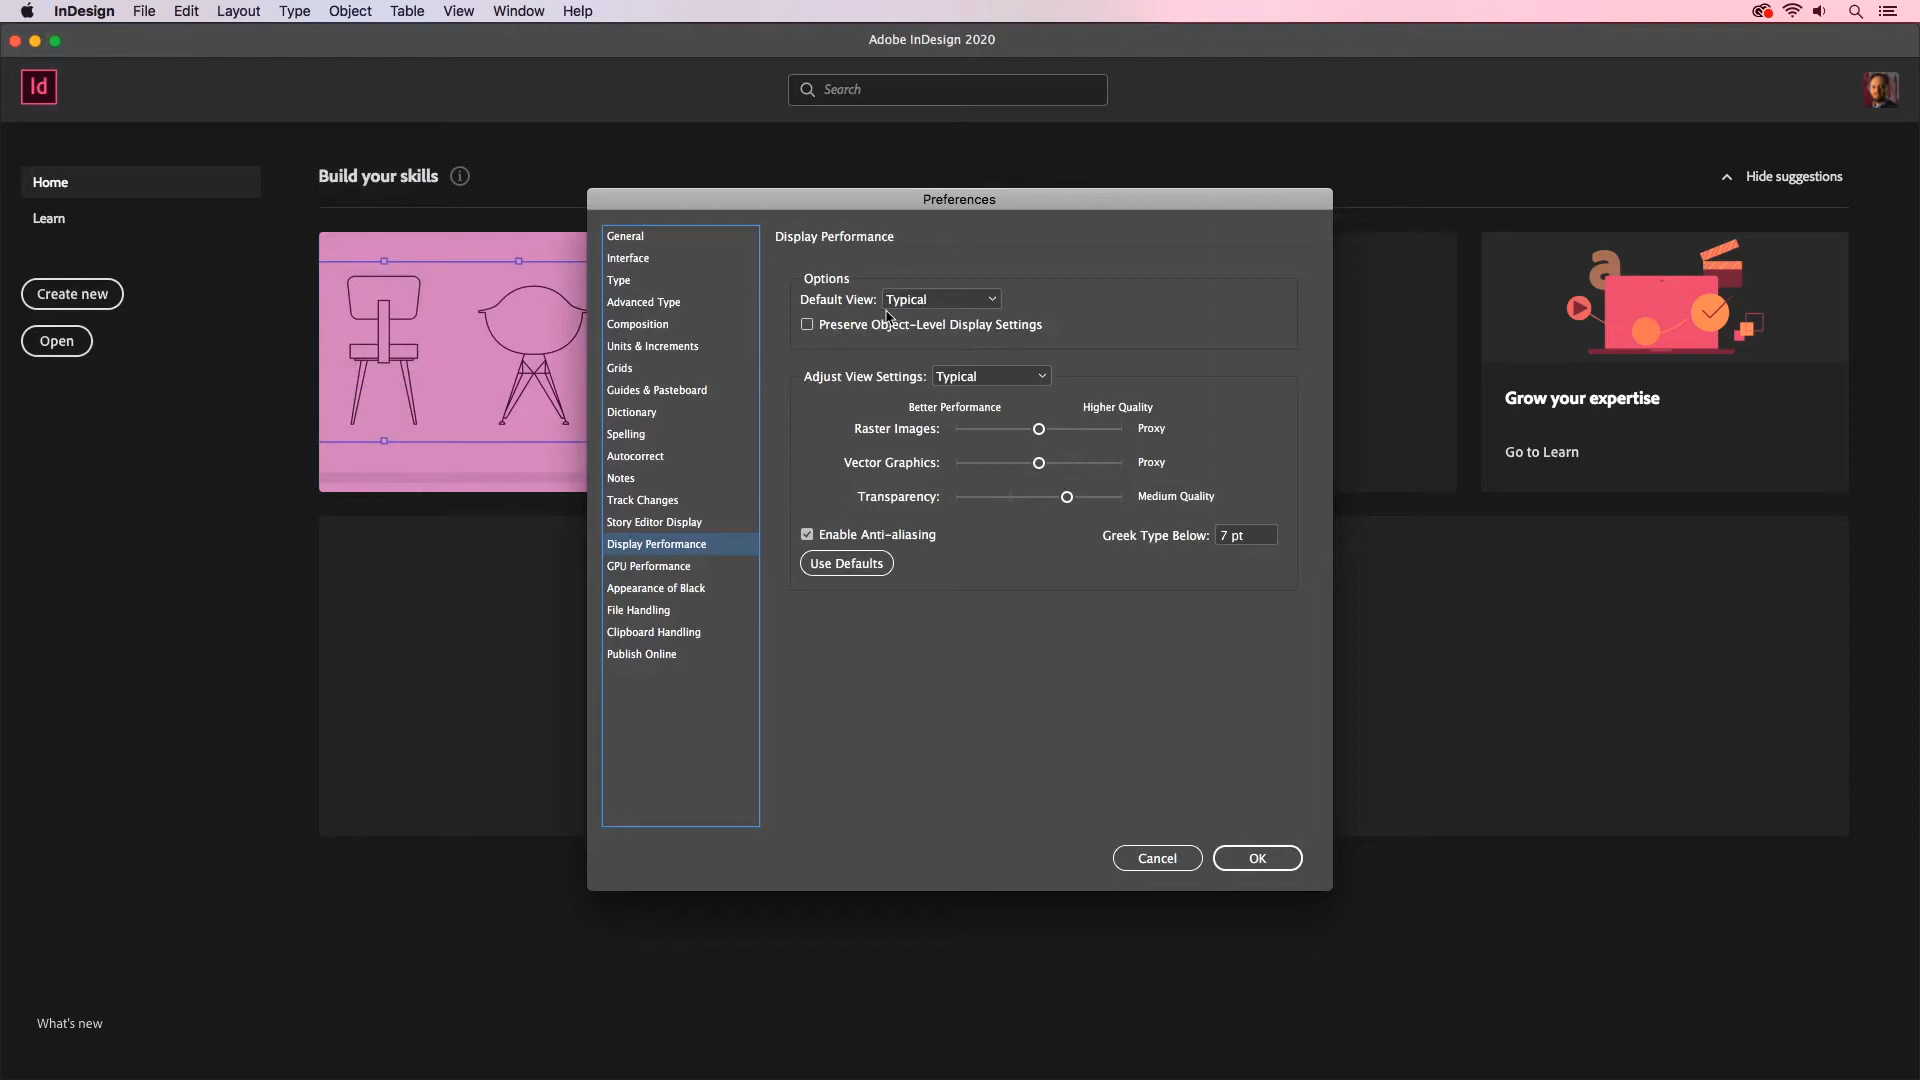 InDesign File Edit Layout Type Object Table View Window Help
Adobe InDesign 2020
Id
Search
Home
Learn
Create new
Open
Build your skills
Hide suggestions
Preferences
General
Interface
Type
Advanced Type
Composition
Units & Increments
Grids
Guides & Pasteboard
Dictionary
Spelling
Autocorrect
Notes
Track Changes
Story Editor Display
Display Performance
GPU Performance
Appearance of Black
File Handling
Clipboard Handling
Publish Online
Display Performance
Options
Default View: Typical
Preserve Object-Level Display Settings
Adjust View Settings: Typical
Better Performance Higher Quality
Raster Images: Proxy
Vector Graphics: Proxy
Transparency: Medium Quality
Enable Anti-aliasing Greek Type Below: 7 pt
Use Defaults
Cancel OK
a
Grow your expertise
Go to Learn
What's new